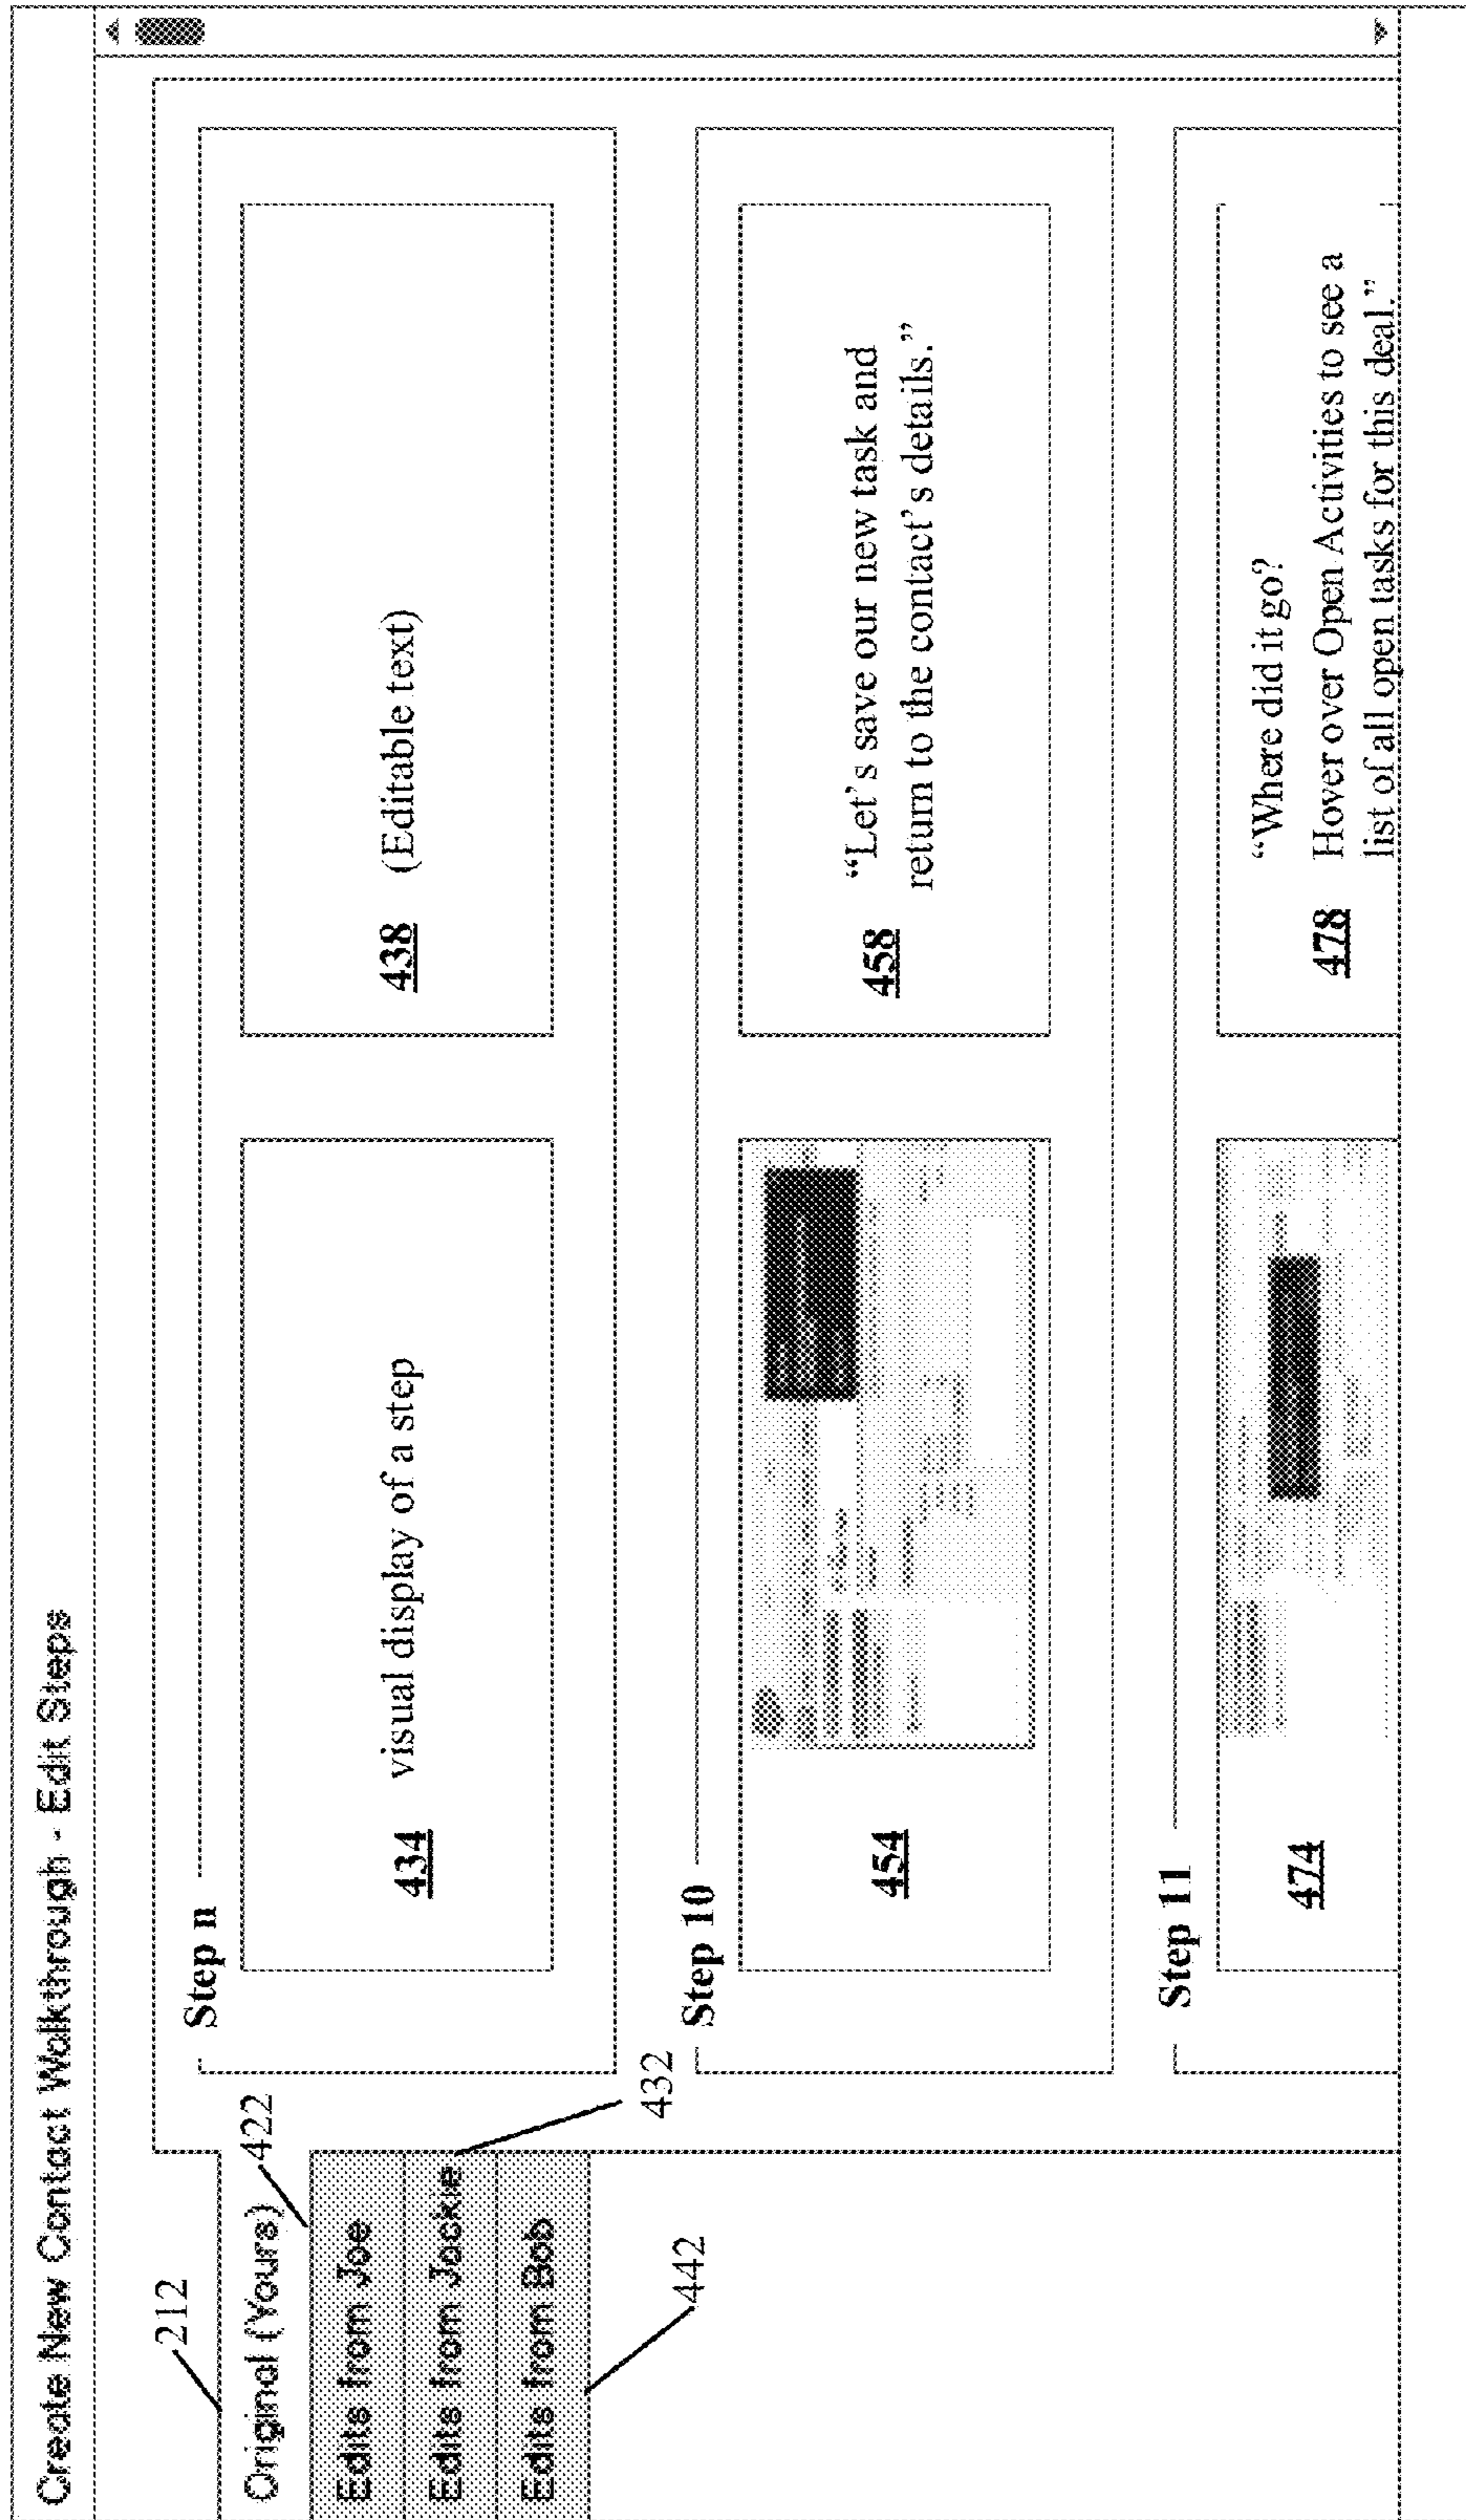 Create New Contact Walkthrough - Edit Steps
212
Original (Yours)
422
Edits from Joe
Edits from Jackie
432
Edits from Bob
442
Step n
434 visual display of a step
438 (Editable text)
Step 10
454
458
“Let’s save our new task and
return to the contact’s details.”
Step 11
474
478
“Where did it go?
Hover over Open Activities to see a
list of all open tasks for this deal.”